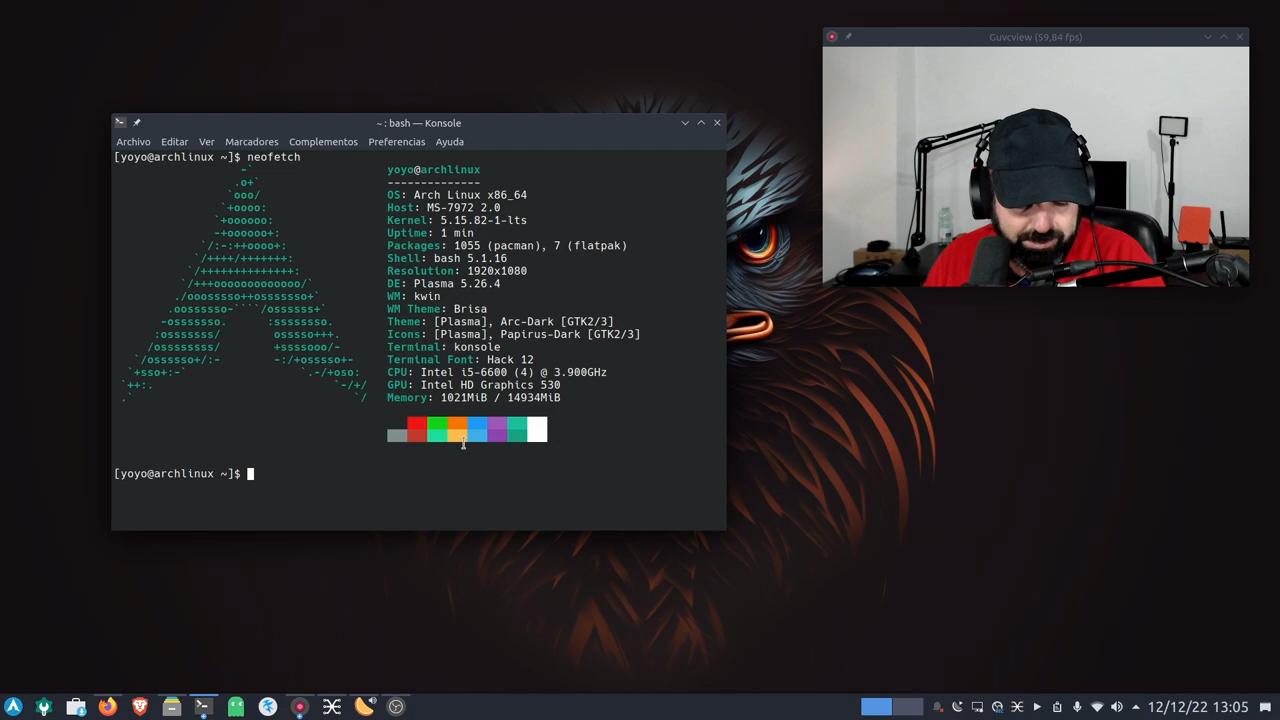 Guvcview (59,84 fps)
~ : bash — Konsole
Archivo Editar Ver Marcadores Complementos Preferencias Ayuda
[yoyo@archlinux ~]$ neofetch
yoyo@archlinux
--------------
OS: Arch Linux x86_64
Host: MS-7972 2.0
Kernel: 5.15.82-1-lts
Uptime: 1 min
Packages: 1055 (pacman), 7 (flatpak)
Shell: bash 5.1.16
Resolution: 1920x1080
DE: Plasma 5.26.4
WM: kwin
WM Theme: Brisa
Theme: [Plasma], Arc-Dark [GTK2/3]
Icons: [Plasma], Papirus-Dark [GTK2/3]
Terminal: konsole
Terminal Font: Hack 12
CPU: Intel i5-6600 (4) @ 3.900GHz
GPU: Intel HD Graphics 530
Memory: 1021MiB / 14934MiB
[yoyo@archlinux ~]$
12/12/22 13:05